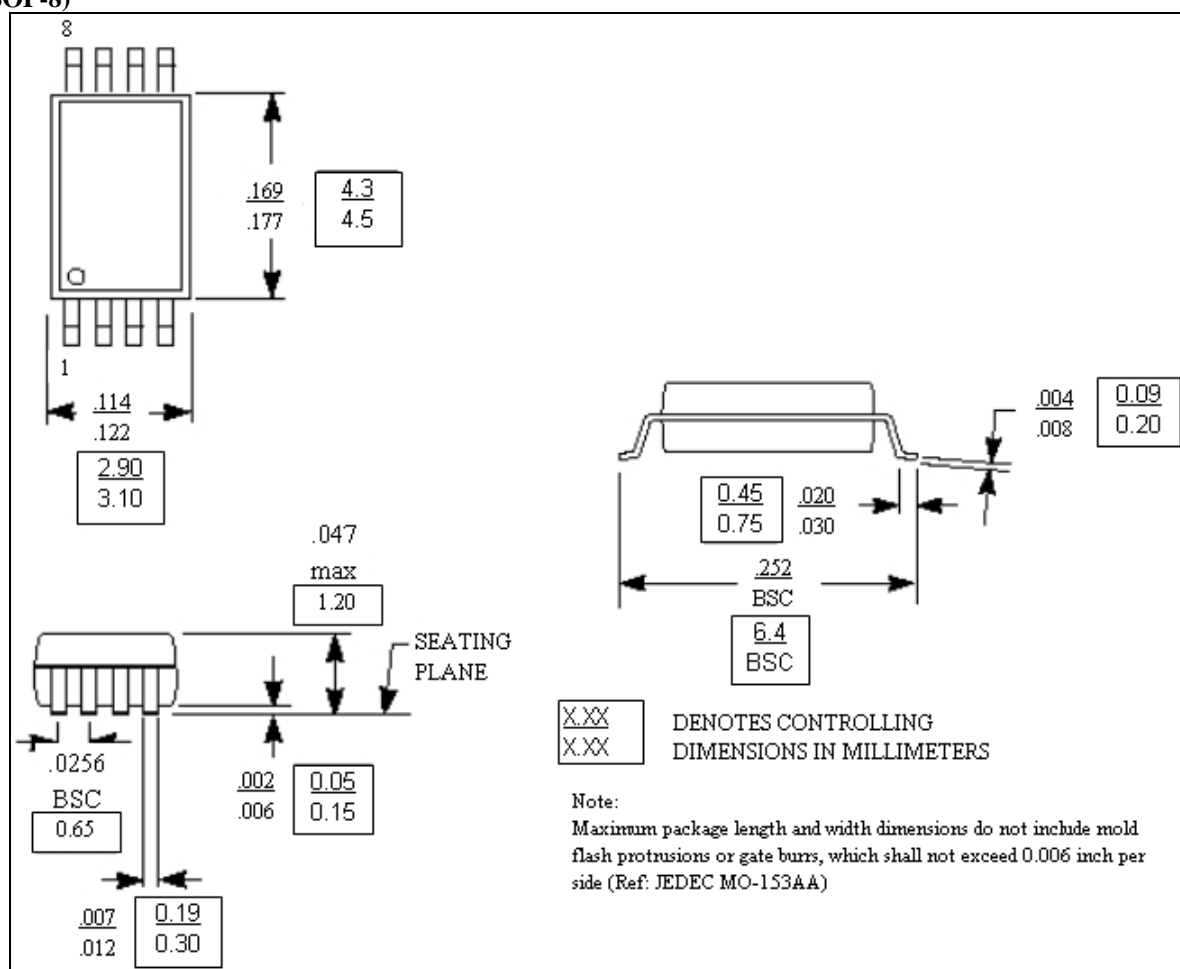 8
.169
.177
4.3
4.5
1
.114
.122
2.90
3.10
.004
.008
0.09
0.20
0.45
0.75
.020
.030
.252
BSC
6.4
BSC
.047
max
1.20
SEATING
PLANE
.0256
BSC
0.65
.002
.006
0.05
0.15
.007
.012
0.19
0.30
X.XX
X.XX
DENOTES CONTROLLING
DIMENSIONS IN MILLIMETERS
Note:
Maximum package length and width dimensions do not include mold
flash protrusions or gate burrs, which shall not exceed 0.006 inch per
side (Ref: JEDEC MO-153AA)